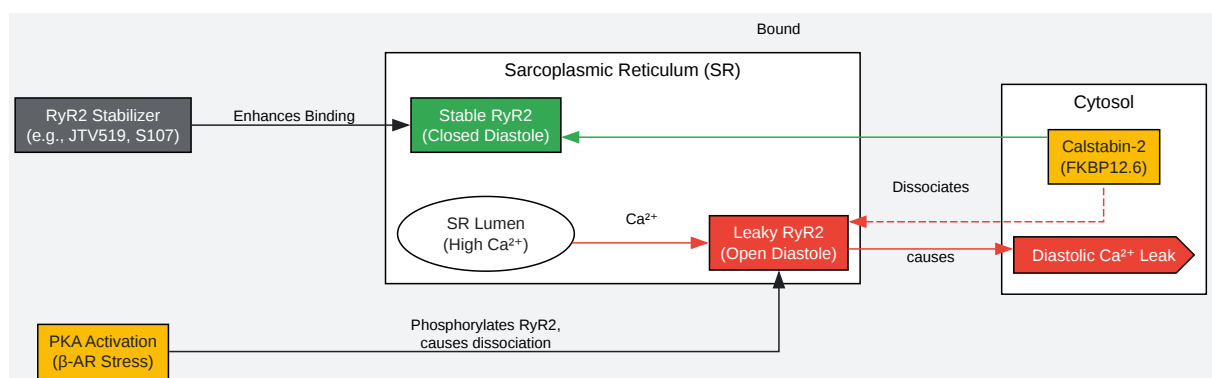 Bound
Sarcoplasmic Reticulum (SR)
Cytosol
RyR2 Stabilizer
(e.g., JTV519, S107)
Enhances Binding
Stable RyR2
(Closed Diastole)
Calstabin-2
(FKBP12.6)
Dissociates
SR Lumen
(High Ca²⁺)
Ca²⁺
Leaky RyR2
(Open Diastole)
causes
Diastolic Ca²⁺ Leak
PKA Activation
(β-AR Stress)
Phosphorylates RyR2,
causes dissociation